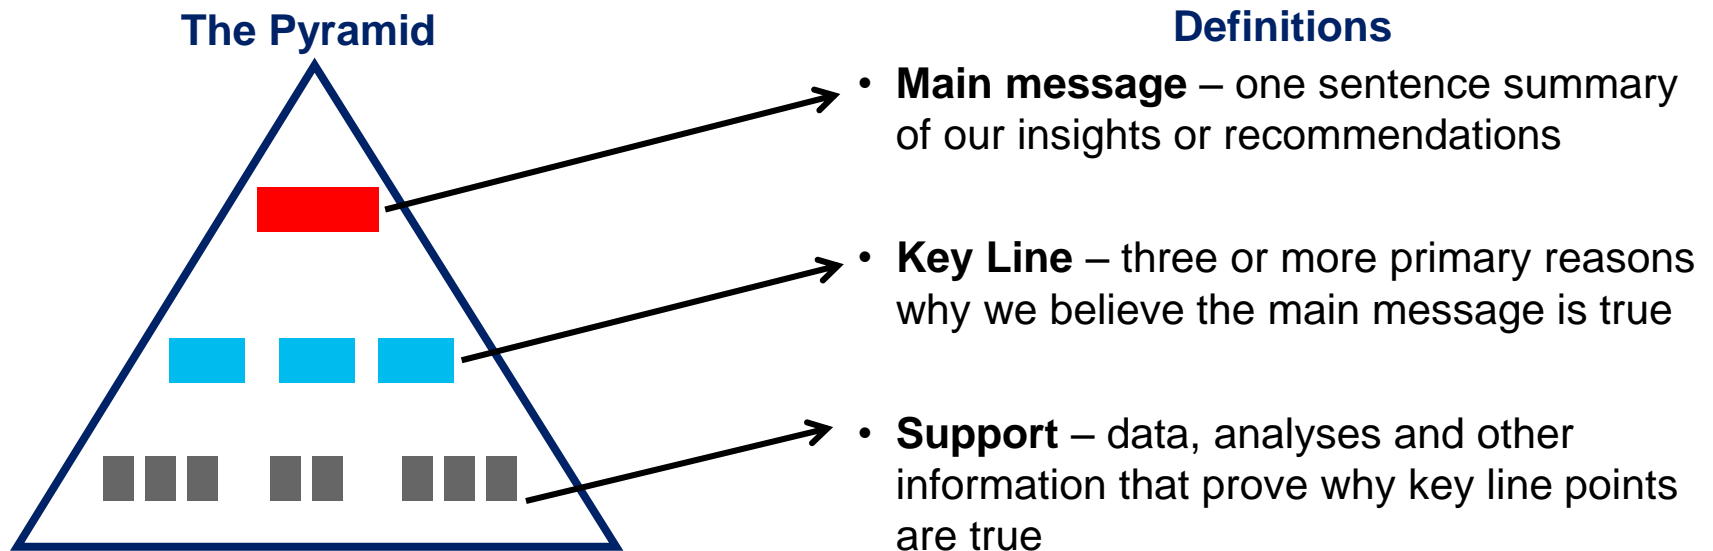 The Pyramid
Definitions
• Main message – one sentence summary
of our insights or recommendations
• Key Line – three or more primary reasons
why we believe the main message is true
• Support – data, analyses and other
information that prove why key line points
are true